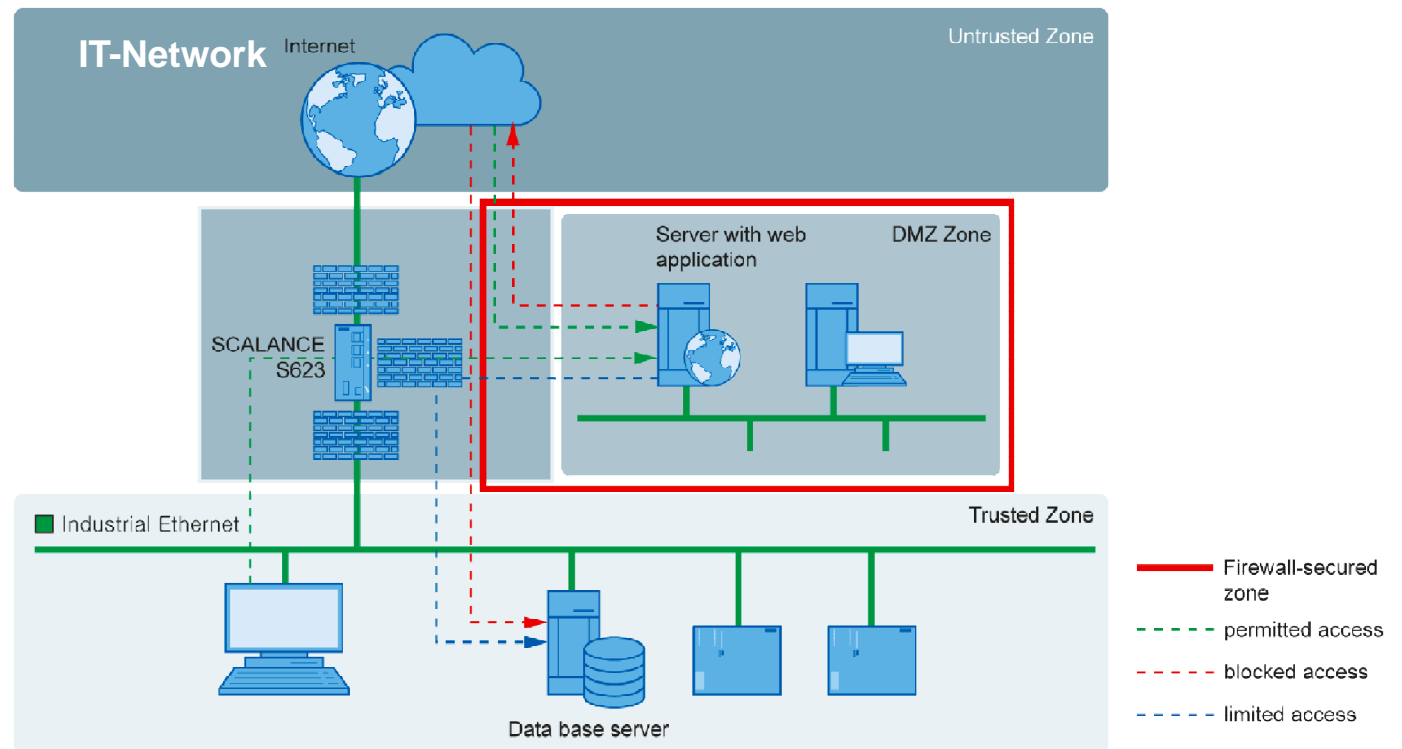 IT-Network
Internet
Untrusted Zone
Server with web
application
DMZ Zone
SCALANCE
S623
Industrial Ethernet
Trusted Zone
Data base server
Firewall-secured
zone
permitted access
blocked access
limited access